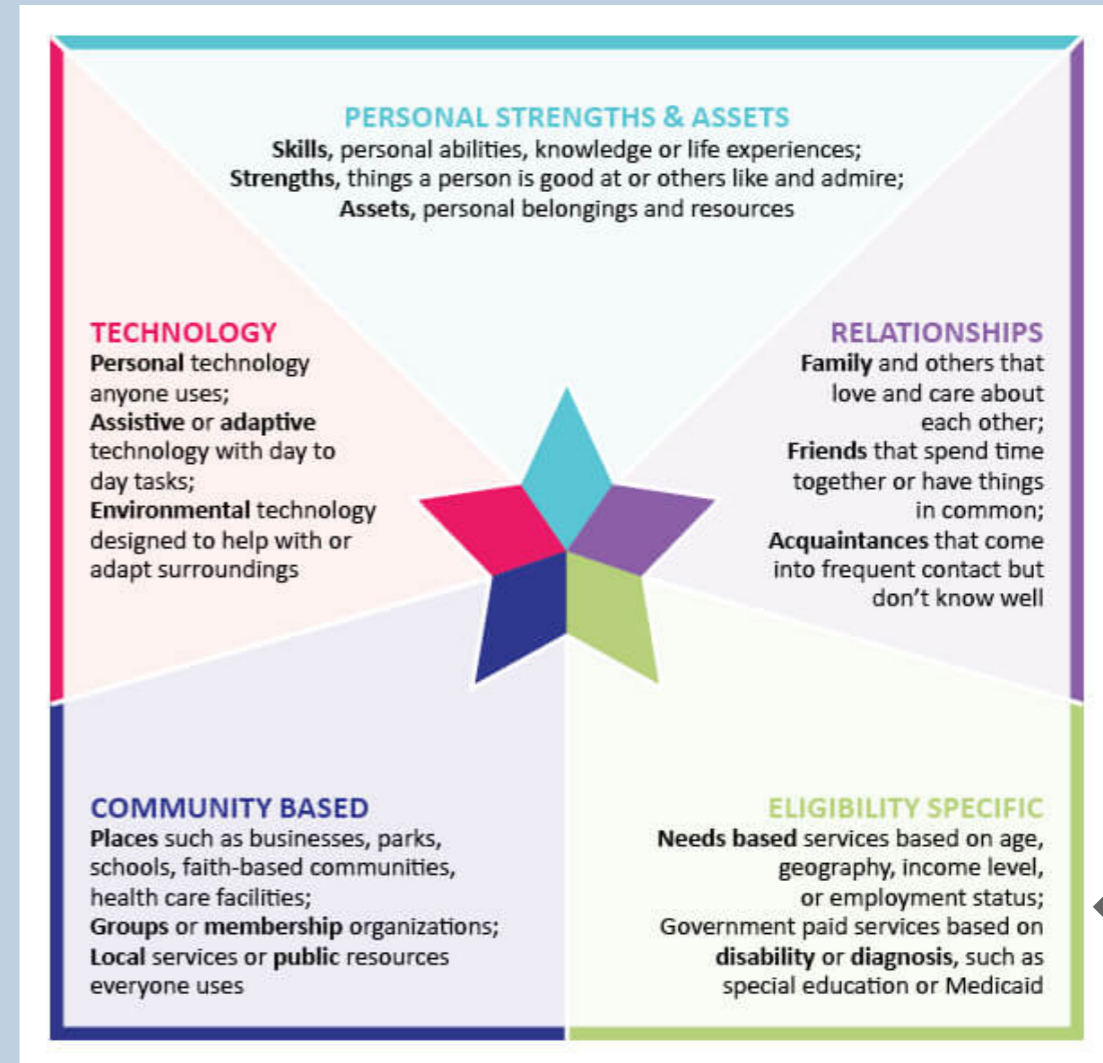 PERSONAL STRENGTHS & ASSETS
Skills, personal abilities, knowledge or life experiences;
Strengths, things a person is good at or others like and admire;
Assets, personal belongings and resources
TECHNOLOGY
Personal technology
anyone uses;
Assistive or adaptive
technology with day to
day tasks;
Environmental technology
designed to help with or
adapt surroundings
RELATIONSHIPS
Family and others that
love and care about
each other;
Friends that spend time
together or have things
in common;
Acquaintances that come
into frequent contact but
don't know well
COMMUNITY BASED
Places such as businesses, parks,
schools, faith-based communities,
health care facilities;
Groups or membership organizations;
Local services or public resources
everyone uses
ELIGIBILITY SPECIFIC
Needs based services based on age,
geography, income level,
or employment status;
Government paid services based on
disability or diagnosis, such as
special education or Medicaid